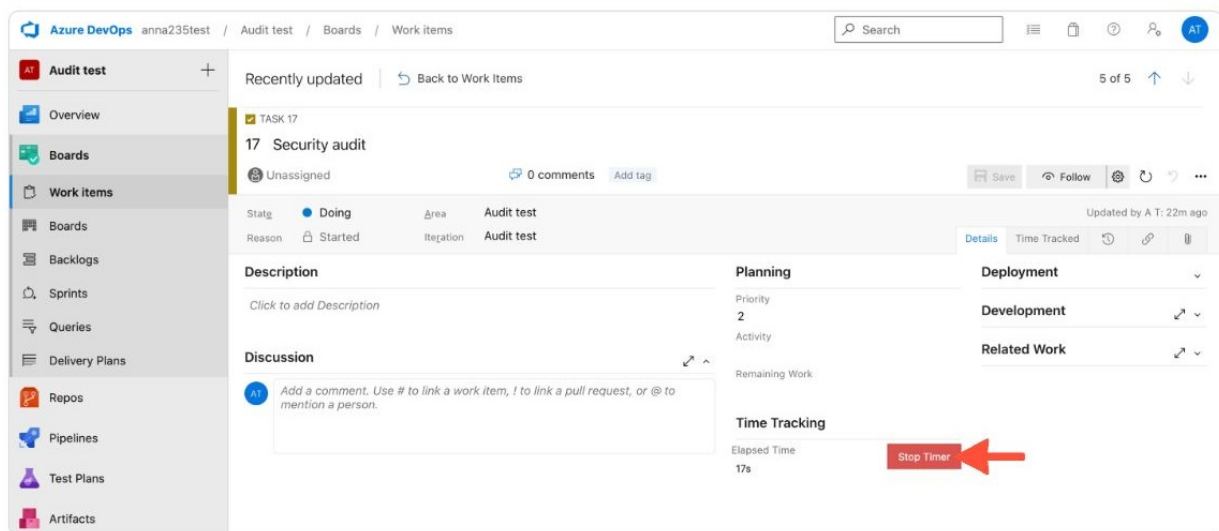 Azure DevOps anna235test / Audit test / Boards / Work items Search AT
AT Audit test
Recently updated Back to Work Items 5 of 5
Overview
TASK 17
17 Security audit
Boards
Unassigned 0 comments Add tag Save Follow
Work items
State Doing Area Audit test Updated by A T: 22m ago
Boards
Reason Started Iteration Audit test Details Time Tracked
Backlogs
Description Planning Deployment
Sprints
Click to add Description Priority
2
Development
Queries
Activity
Delivery Plans
Discussion Related Work
Remaining Work
AT Add a comment. Use # to link a work item, ! to link a pull request, or @ to
mention a person.
Repos
Time Tracking
Pipelines
Elapsed Time Stop Timer
17s
Test Plans
Artifacts